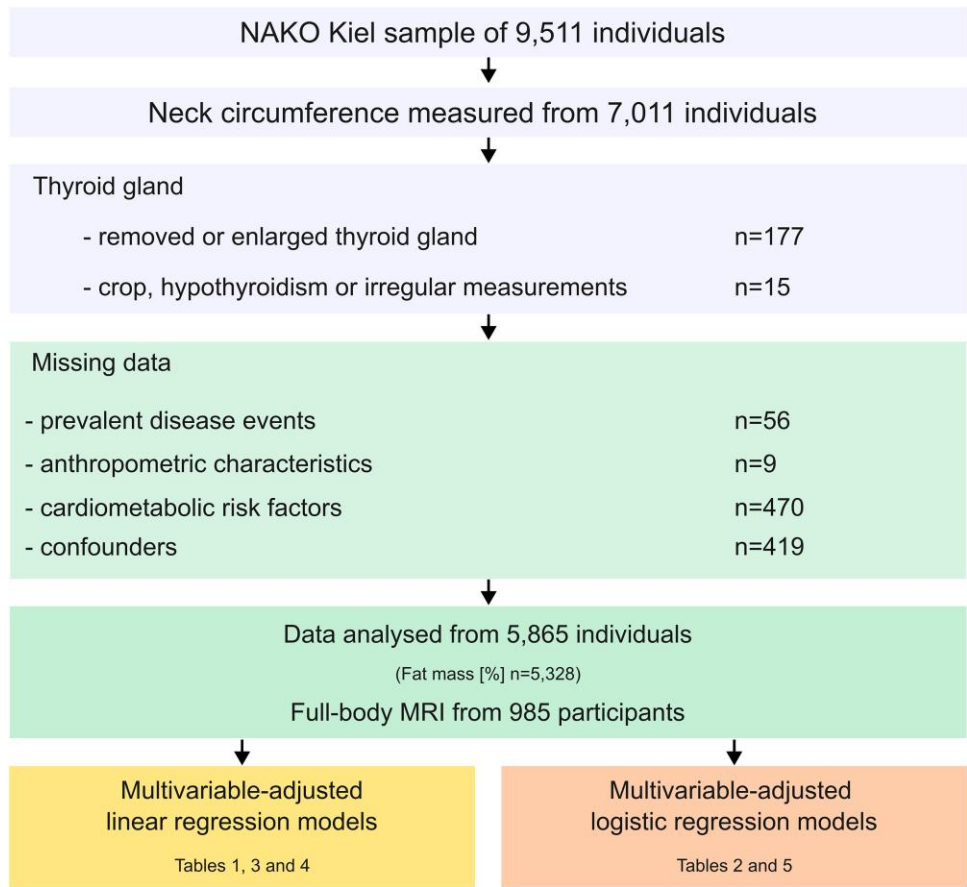 NAKO Kiel sample of 9,511 individuals
Neck circumference measured from 7,011 individuals
Thyroid gland
- removed or enlarged thyroid gland n=177
- crop, hypothyroidism or irregular measurements n=15
Missing data
- prevalent disease events n=56
- anthropometric characteristics n=9
- cardiometabolic risk factors n=470
- confounders n=419
Data analysed from 5,865 individuals
(Fat mass [%] n=5,328)
Full-body MRI from 985 participants
Multivariable-adjusted
linear regression models
Tables 1, 3 and 4
Multivariable-adjusted
logistic regression models
Tables 2 and 5